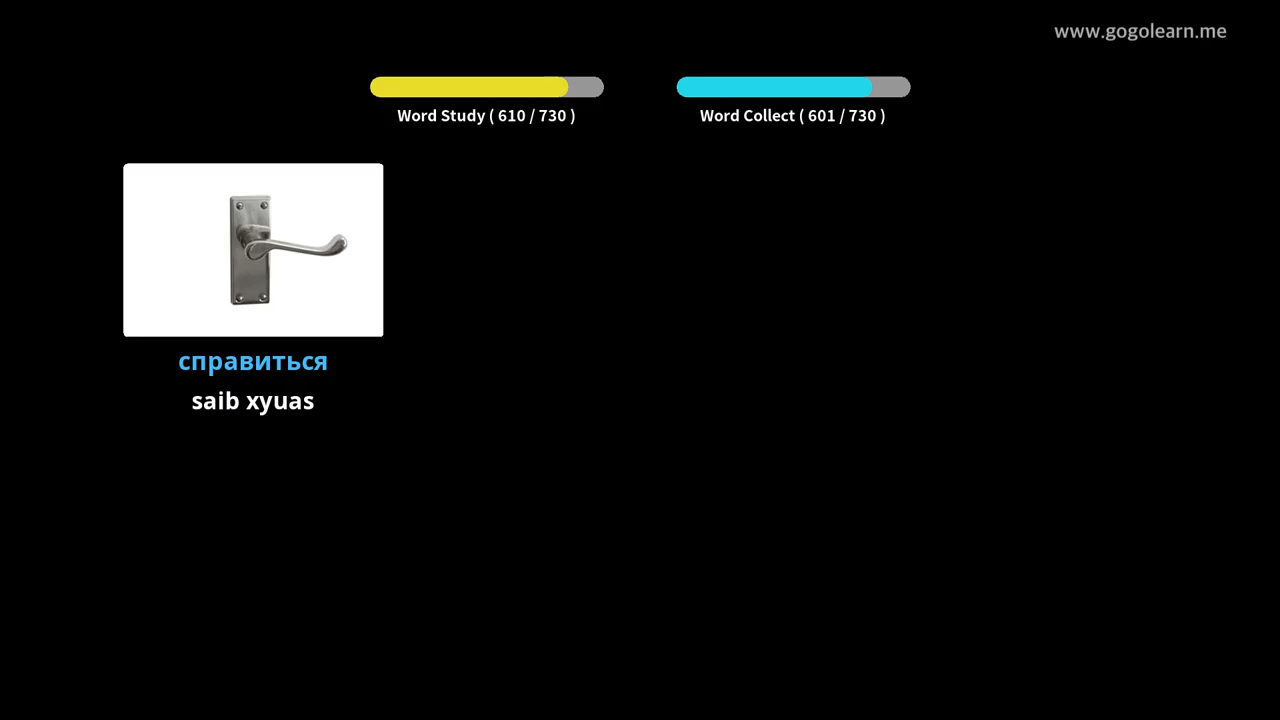 www.gogolearn.me
Word Study ( 610 / 730 )
Word Collect ( 601 / 730 )
справиться
saib xyuas